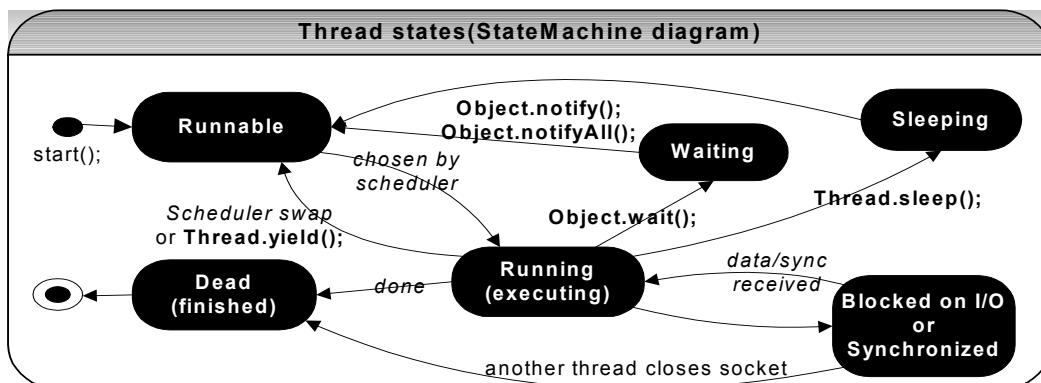 Thread states(StateMachine diagram)
Runnable
start();
Object.notify();
Object.notifyAll();
Sleeping
Waiting
chosen by
scheduler
Scheduler swap
or Thread.yield();
Object.wait();
Thread.sleep();
Dead
(finished)
done
Running
(executing)
data/sync
received
Blocked on I/O
or
Synchronized
another thread closes socket